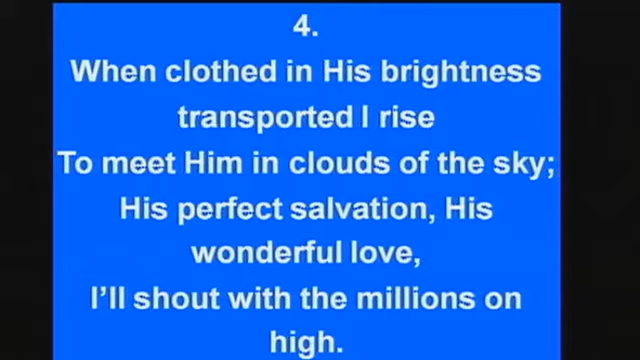 4.
When clothed in His brightness
transported I rise
To meet Him in clouds of the sky;
His perfect salvation, His
wonderful love,
I'll shout with the millions on
high.